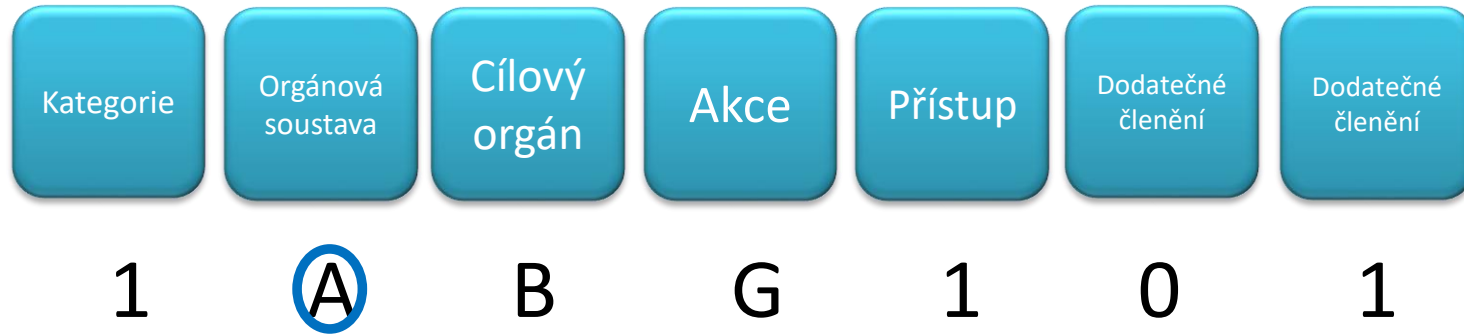 Kategorie
Orgánová
soustava
Cílový
orgán
Akce
Přístup
Dodatečné
členění
Dodatečné
členění
1 A B G 1 0 1